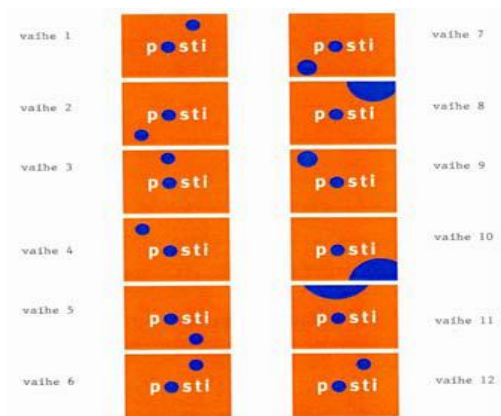 vaihe 1
posti
vaihe 2
posti
vaihe 3
posti
vaihe 4
posti
vaihe 5
posti
vaihe 6
posti
posti
vaihe 7
posti
vaihe 8
posti
vaihe 9
posti
vaihe 10
posti
vaihe 11
posti
vaihe 12